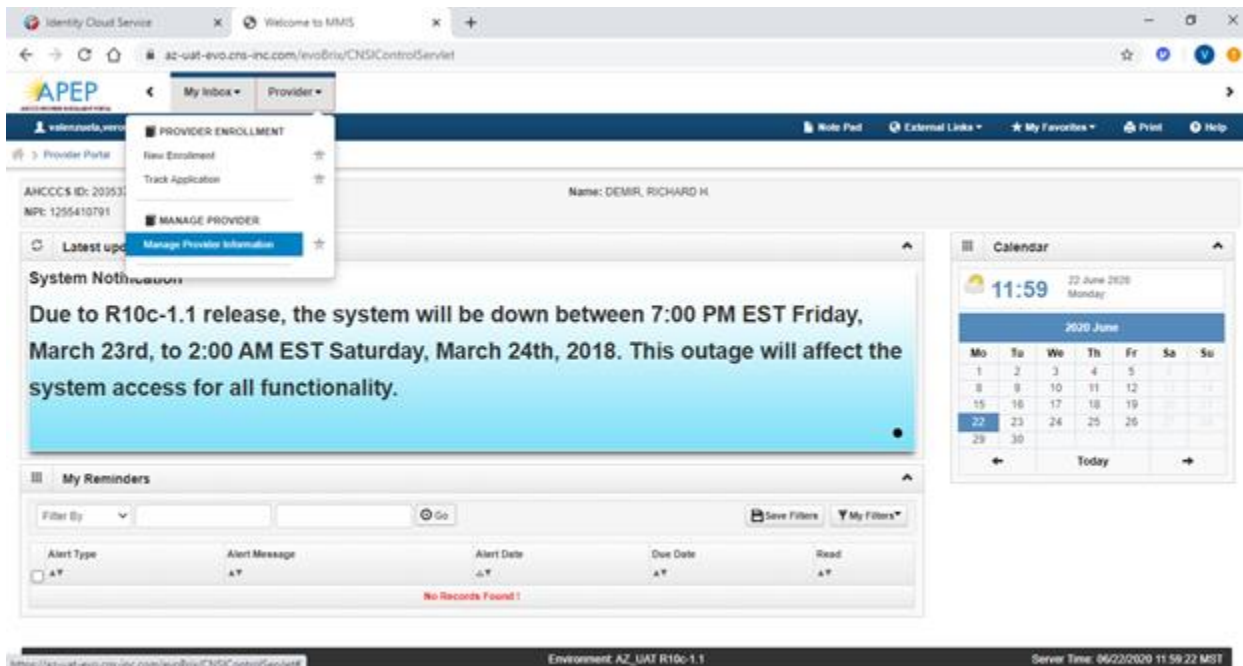 Identity Cloud Service
Welcome to MMIS
az-uat-evo.cns-inc.com/evoBrix/CNSIControlServlet
APEP
My Inbox
Provider
PROVIDER ENROLLMENT
New Enrollment
Track Application
MANAGE PROVIDER
Manage Provider Information
Note Pad
External Links
My Favorites
Print
Help
Provider Portal
AHCCCS ID:
Name: DEMIR, RICHARD H
NPI: 1255410791
Calendar
System
11:59
22 June 2020
Monday
Due to R10c-1.1 release, the system will be down between 7:00 PM EST Friday,
March 23rd, to 2:00 AM EST Saturday, March 24th, 2018. This outage will affect the
system access for all functionality.
2020 June
Mo Tu We Th Fr Sa Su
1 2 3 4 5
8 9 10 11 12
15 16 17 18 19
22 23 24 25 26
29 30
Today
My Reminders
Filter By
Go
Save Filters
My Filters
Alert Type Alert Message Alert Date Due Date Read
No Records Found !
Environment: AZ_UAT R10c-1.1
Server Time: 06/22/2020 11:59:22 MST